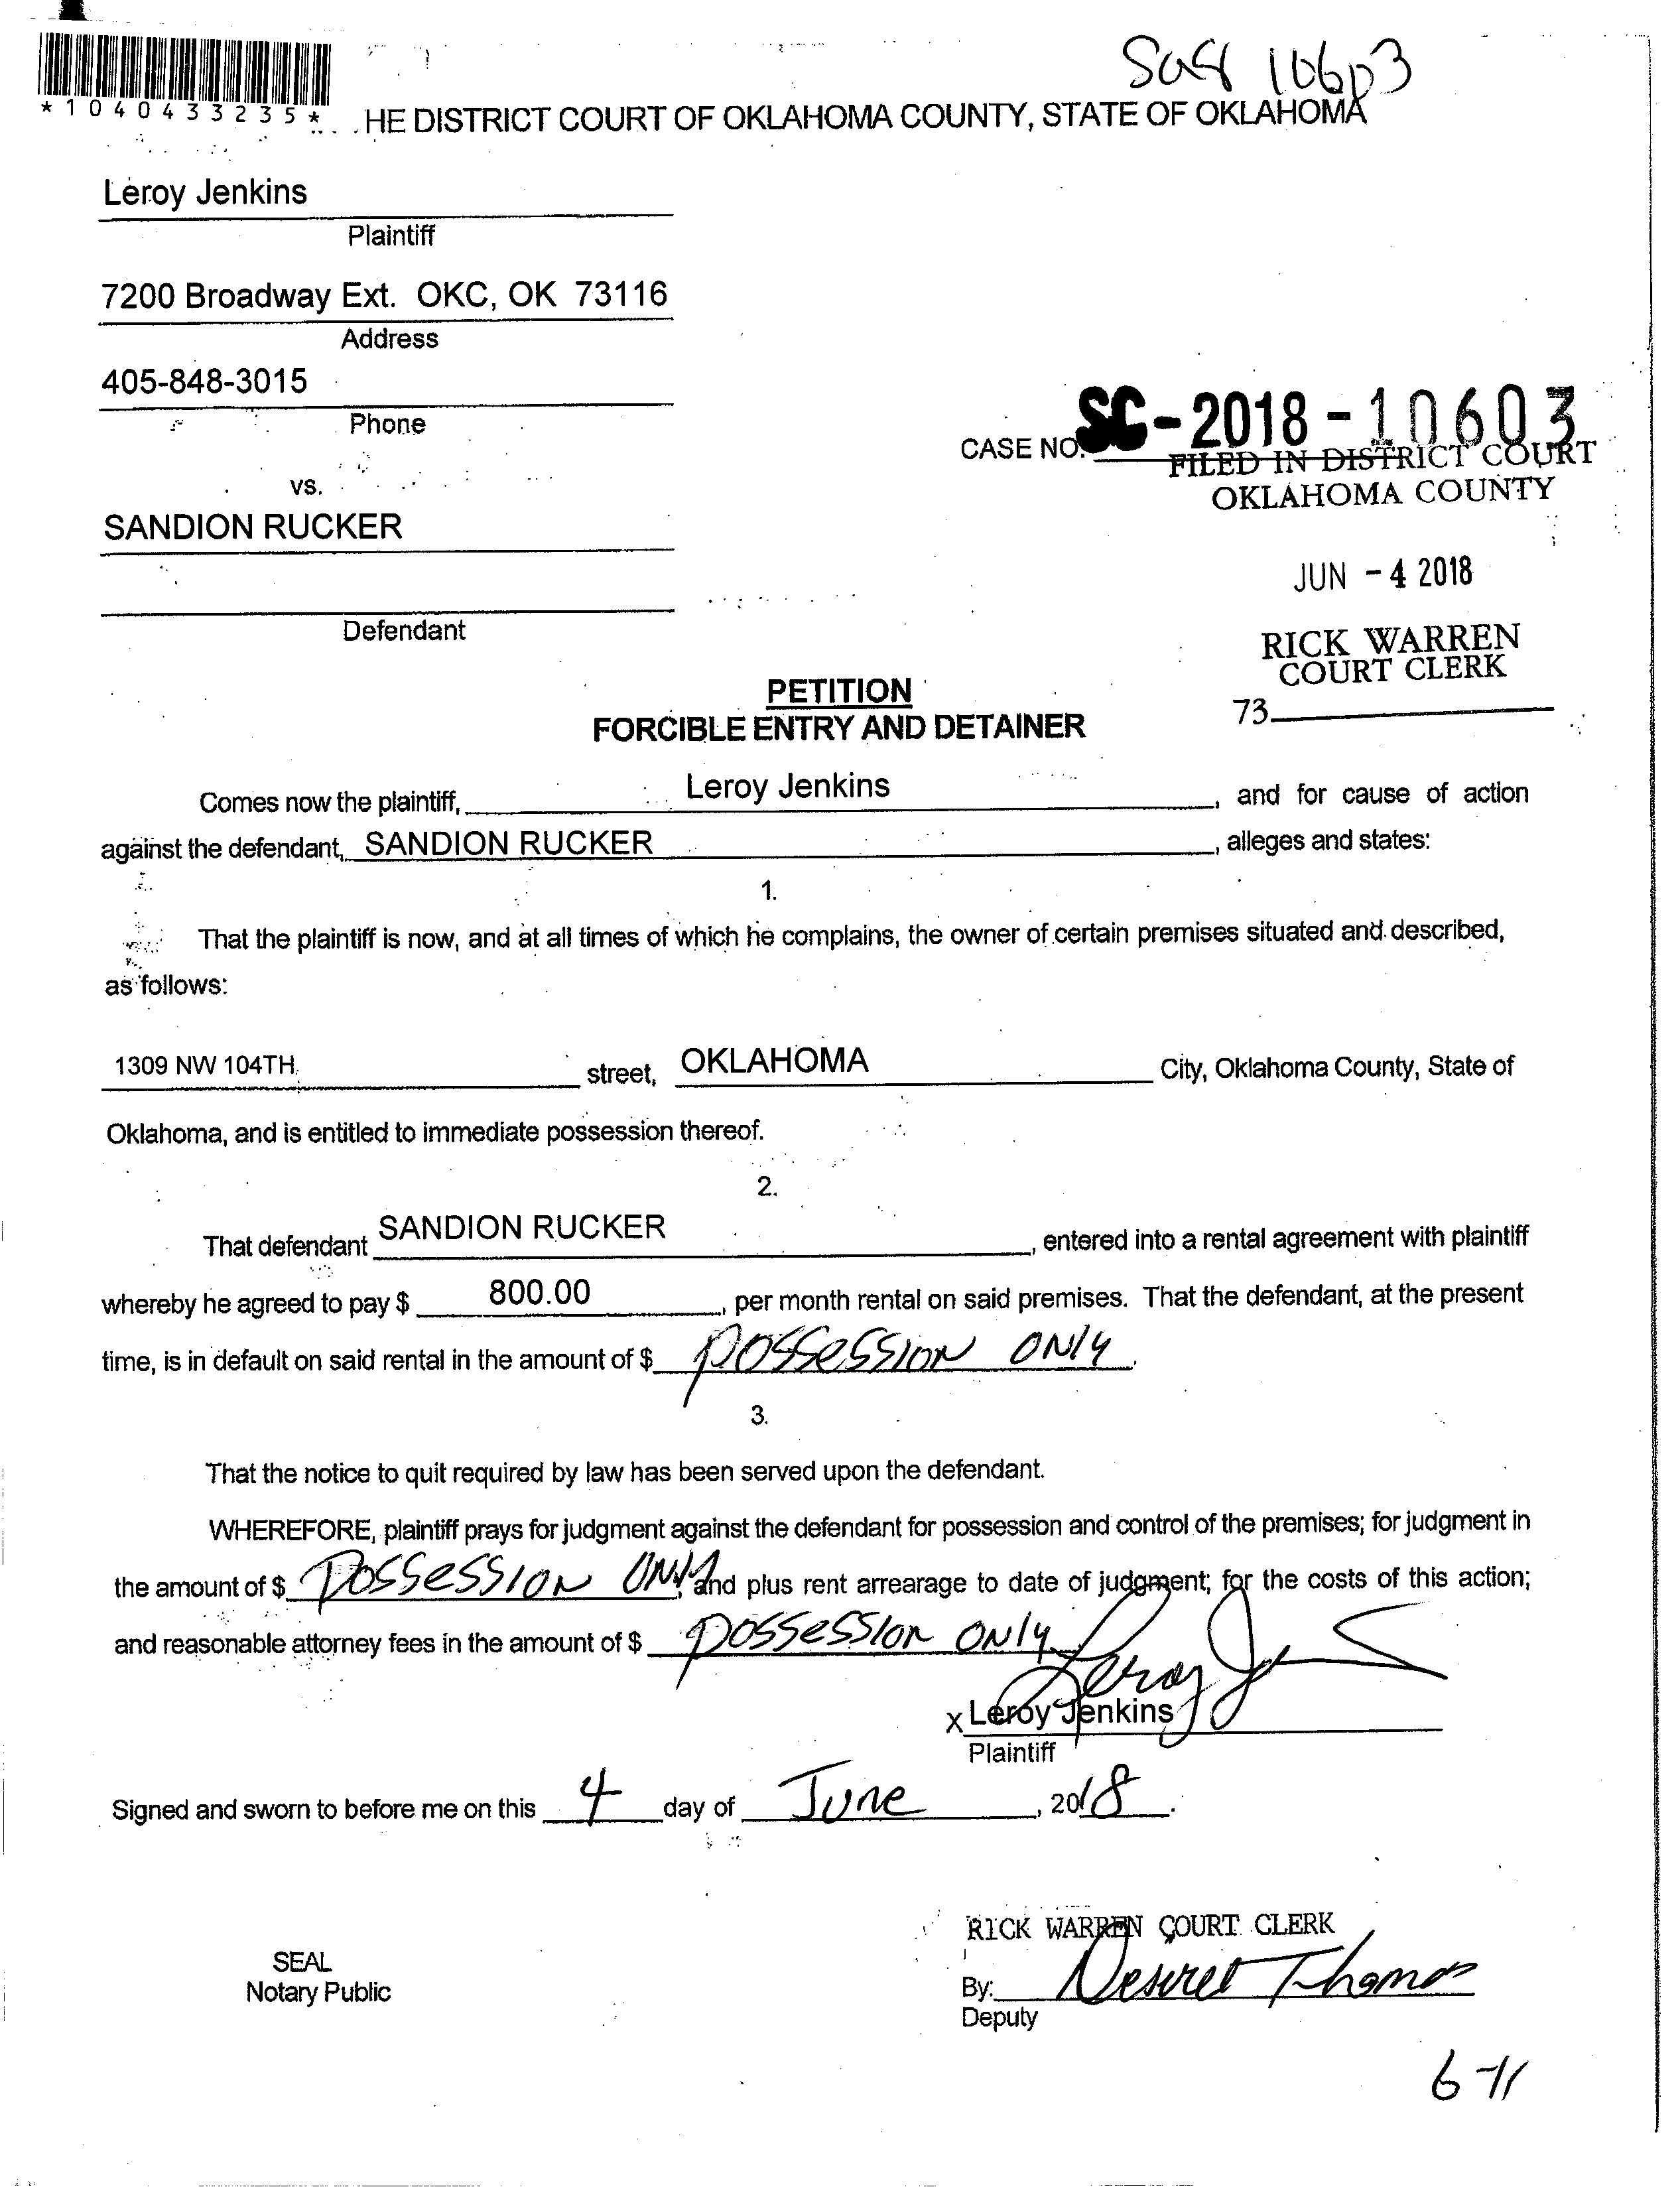 10603
*1040433235*
HE DISTRICT COURT OF OKLAHOMA COUNTY, STATE OF OKLAHOMA
Leroy Jenkins
Plaintiff
7200 Broadway Ext. OKC, OK 73116
Address
405-848-3015
Phone
CASE NO. SC-2018-10603
FILED IN DISTRICT COURT
OKLAHOMA COUNTY
vs.
SANDION RUCKER
JUN - 4 2018
Defendant
RICK WARREN
COURT CLERK
73
PETITION
FORCIBLE ENTRY AND DETAINER
Comes now the plaintiff, Leroy Jenkins, and for cause of action
against the defendant, SANDION RUCKER, alleges and states:
1.
That the plaintiff is now, and at all times of which he complains, the owner of certain premises situated and described,
as follows:
1309 NW 104TH street, OKLAHOMA City, Oklahoma County, State of
Oklahoma, and is entitled to immediate possession thereof.
2.
That defendant SANDION RUCKER, entered into a rental agreement with plaintiff
whereby he agreed to pay $ 800.00, per month rental on said premises. That the defendant, at the present
time, is in default on said rental in the amount of $ POSSESSION ONly.
3.
That the notice to quit required by law has been served upon the defendant.
WHEREFORE, plaintiff prays for judgment against the defendant for possession and control of the premises; for judgment in
the amount of $ POSSESSION ONly, and plus rent arrearage to date of judgment; for the costs of this action;
and reasonable attorney fees in the amount of $ POSSESSION ONly
Leroy Je
x Leroy Jenkins
Plaintiff
Signed and sworn to before me on this 4 day of June, 2018.
RICK WARREN COURT CLERK
SEAL
Notary Public
By: Thomas
Deputy
6-11